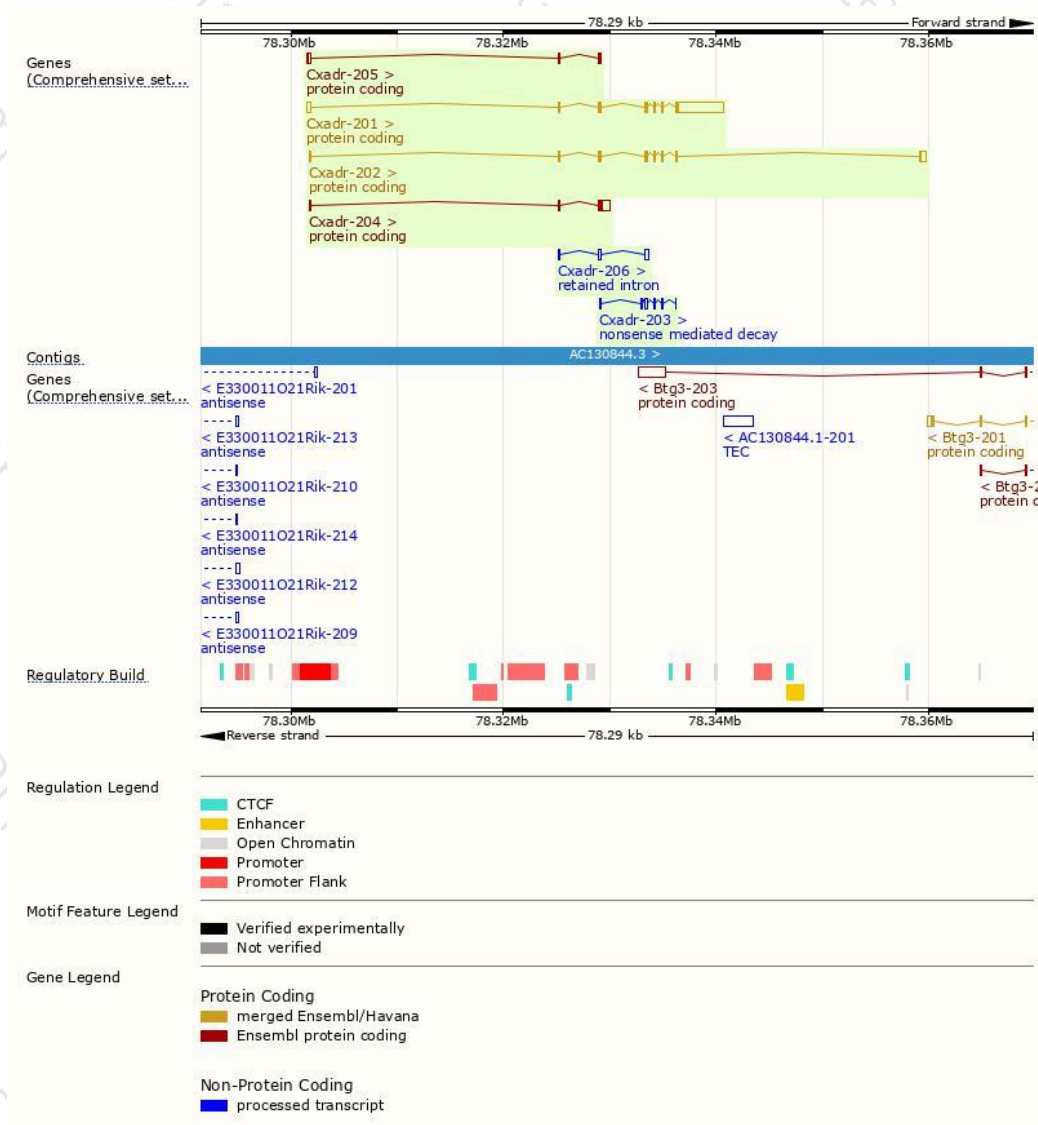 78.29 kb Forward strand
78.30Mb 78.32Mb 78.34Mb 78.36Mb
Genes
(Comprehensive set...
Cxadr-205 >
protein coding
Cxadr-201 >
protein coding
Cxadr-202 >
protein coding
Cxadr-204 >
protein coding
Cxadr-206 >
retained intron
Cxadr-203 >
nonsense mediated decay
Contigs
AC130844.3 >
Genes
(Comprehensive set...
< E330011O21Rik-201
antisense
< Btg3-203
protein coding
< E330011O21Rik-213
antisense
< AC130844.1-201
TEC
< Btg3-201
protein coding
< E330011O21Rik-210
antisense
< Btg3-2
protein c
< E330011O21Rik-214
antisense
< E330011O21Rik-212
antisense
< E330011O21Rik-209
antisense
Regulatory Build
78.30Mb 78.32Mb 78.34Mb 78.36Mb
Reverse strand 78.29 kb
Regulation Legend
CTCF
Enhancer
Open Chromatin
Promoter
Promoter Flank
Motif Feature Legend
Verified experimentally
Not verified
Gene Legend
Protein Coding
merged Ensembl/Havana
Ensembl protein coding
Non-Protein Coding
processed transcript